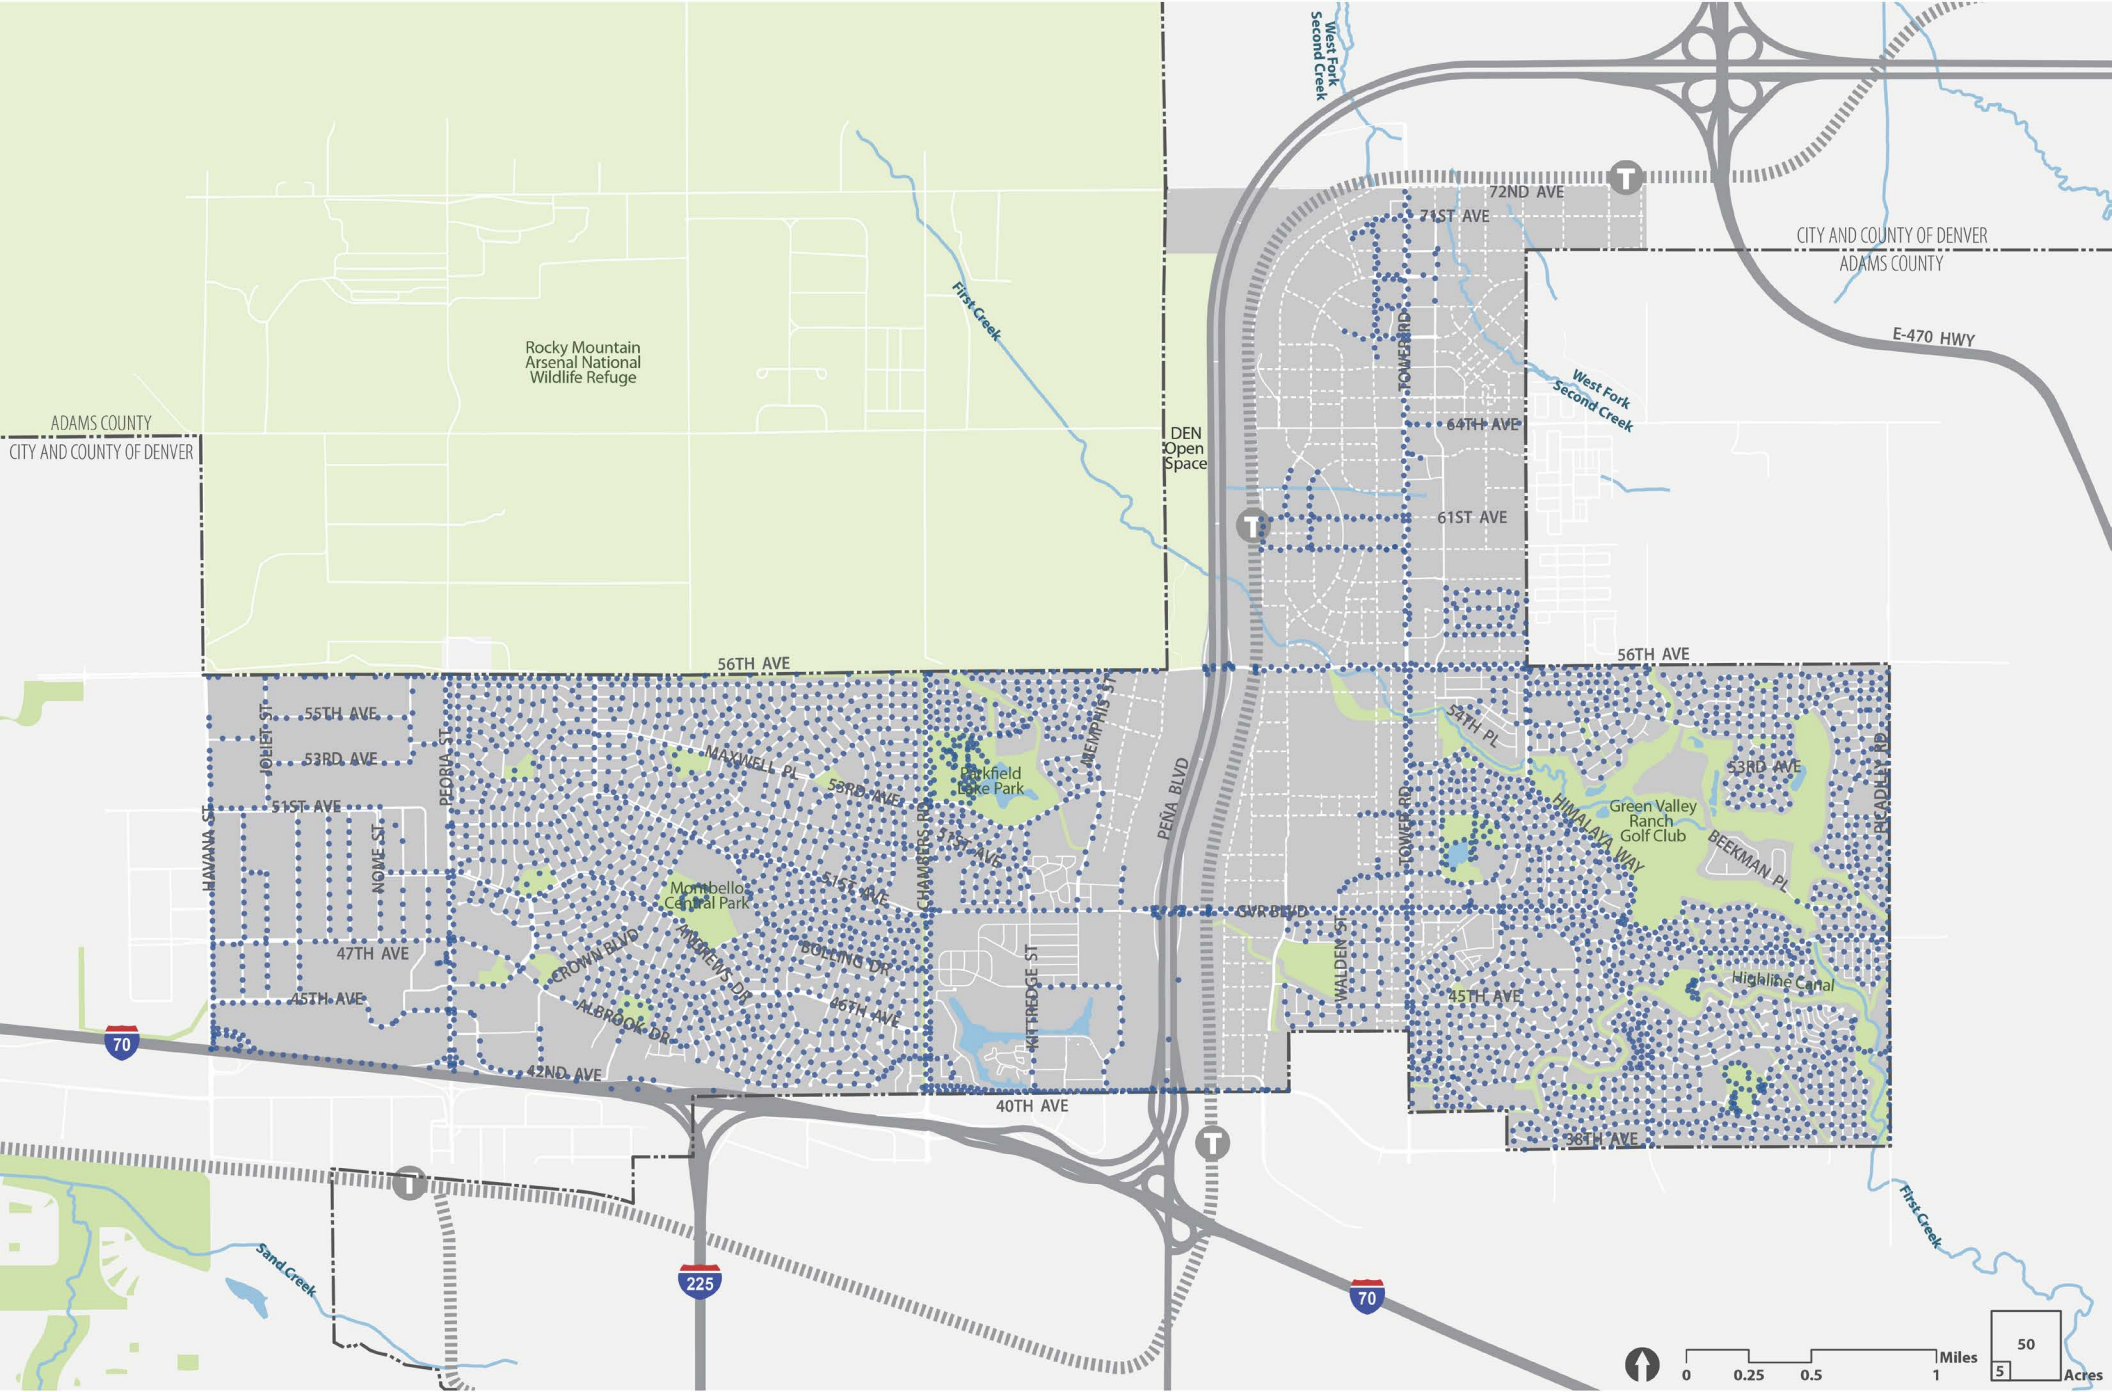 West Fork
Second Creek
T
72ND AVE
71ST AVE
CITY AND COUNTY OF DENVER
ADAMS COUNTY
First Creek
E-470 HWY
Rocky Mountain
Arsenal National
Wildlife Refuge
TOWER RD
West Fork
Second Creek
ADAMS COUNTY
CITY AND COUNTY OF DENVER
DEN
Open
Space
64TH AVE
61ST AVE
T
56TH AVE
56TH AVE
55TH AVE
JOLIET ST
53RD AVE
PEORIA ST
MAXWELL PL
53RD AVE
Parkfield
Lake Park
MEMPHIS ST
54TH PL
53RD AVE
PICADILLY RD
51ST AVE
HAVANA ST
NOME ST
CHAMBERS RD
51ST AVE
PEÑA BLVD
TOWER RD
HIMALAYA WAY
Green Valley
Ranch
Golf Club
BEEKMAN PL
51ST AVE
Montbello
Central Park
GVR BLVD
WALDEN ST
47TH AVE
CROWN BLVD
ANDREWS DR
BOLLING DR
KITTREDGE ST
Highline Canal
45TH AVE
45TH AVE
ALBROOK DR
46TH AVE
70
42ND AVE
40TH AVE
38TH AVE
T
T
First Creek
Sand Creek
225
70
50
5
Acres
Miles
0 0.25 0.5 1